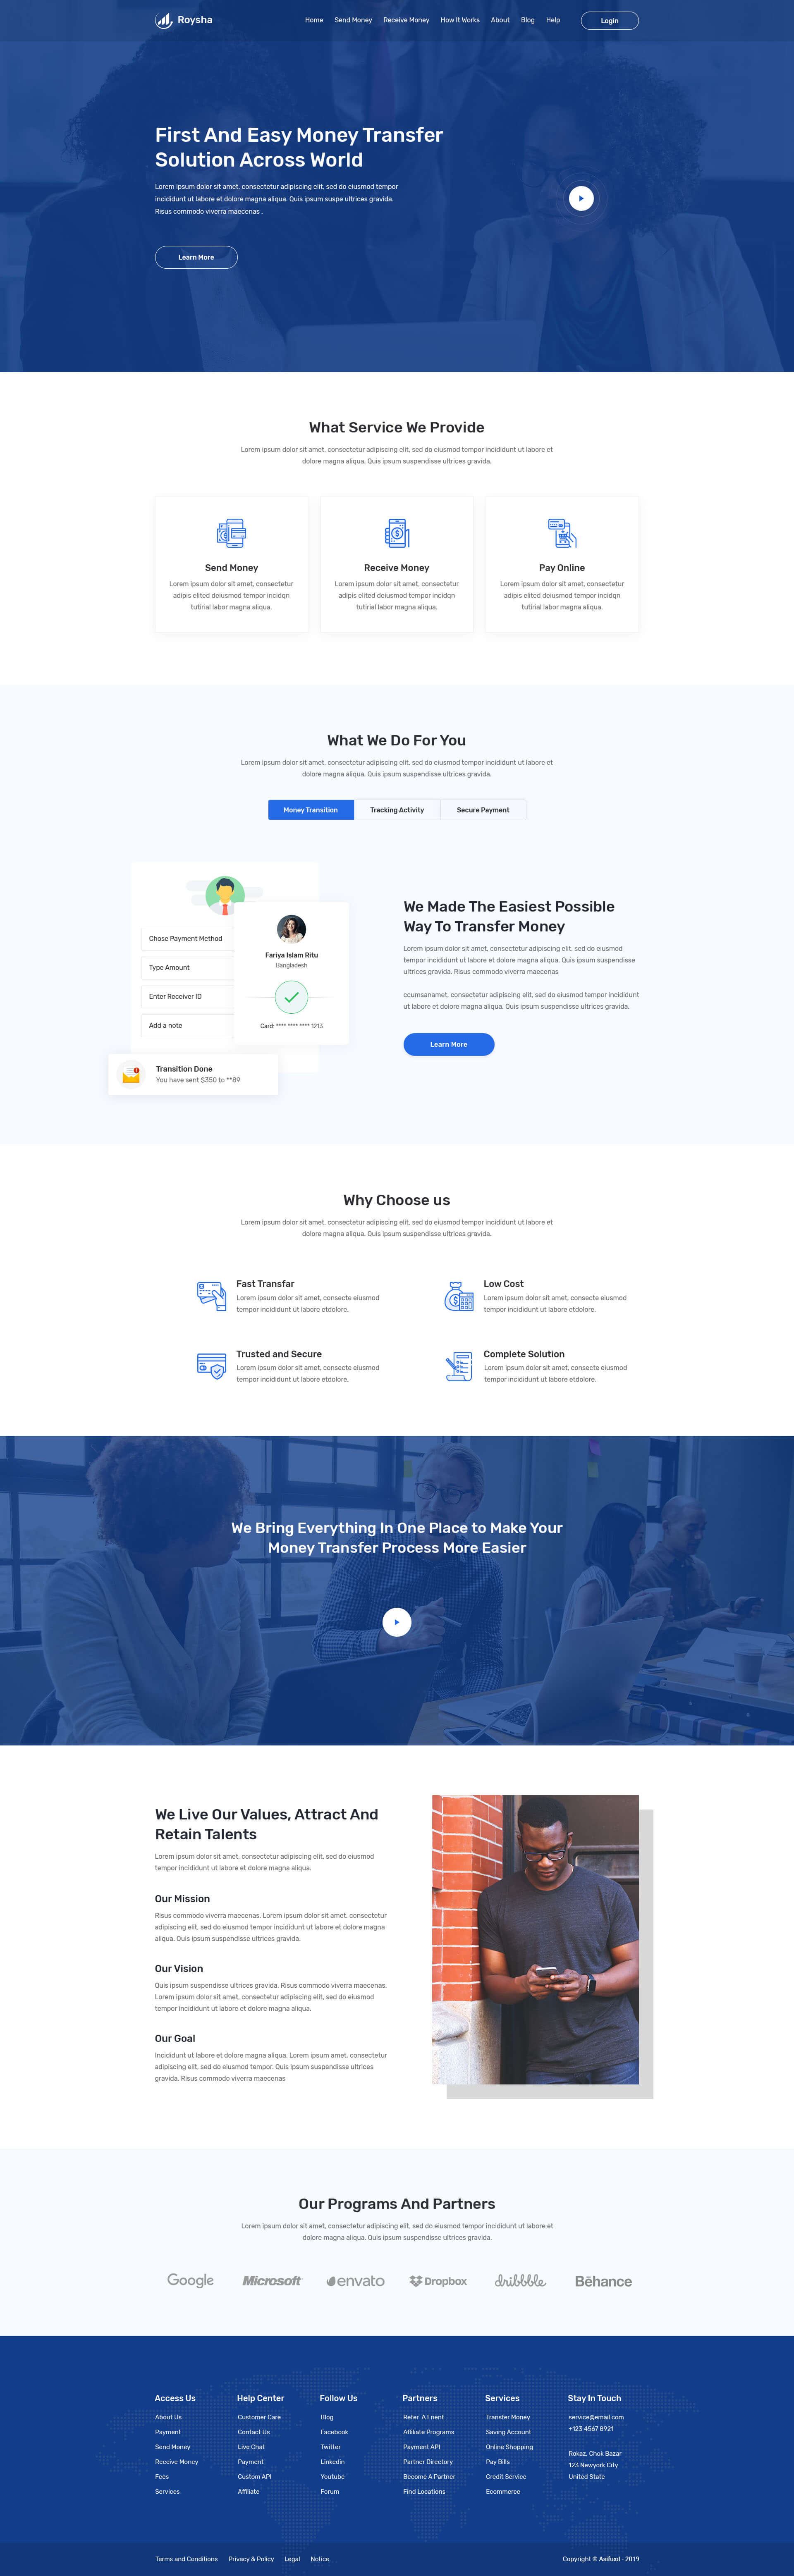 Roysha
Home Send Money Receive Money How It Works About Blog Help Login
First And Easy Money Transfer
Solution Across World
Lorem ipsum dolor sit amet, consectetur adipiscing elit, sed do eiusmod tempor
incididunt ut labore et dolore magna aliqua. Quis ipsum suspe ultrices gravida.
Risus commodo viverra maecenas .
Learn More
What Service We Provide
Lorem ipsum dolor sit amet, consectetur adipiscing elit, sed do eiusmod tempor incididunt ut labore et
dolore magna aliqua. Quis ipsum suspendisse ultrices gravida.
Send Money
Lorem ipsum dolor sit amet, consectetur
adipis elited deiusmod tempor incidqn
tutirial labor magna aliqua.
Receive Money
Lorem ipsum dolor sit amet, consectetur
adipis elited deiusmod tempor incidqn
tutirial labor magna aliqua.
Pay Online
Lorem ipsum dolor sit amet, consectetur
adipis elited deiusmod tempor incidqn
tutirial labor magna aliqua.
What We Do For You
Lorem ipsum dolor sit amet, consectetur adipiscing elit, sed do eiusmod tempor incididunt ut labore et
dolore magna aliqua. Quis ipsum suspendisse ultrices gravida.
Money Transition Tracking Activity Secure Payment
Chose Payment Method
Type Amount
Enter Receiver ID
Add a note
Fariya Islam Ritu
Bangladesh
Card: **** **** **** 1213
Transition Done
You have sent $350 to **89
We Made The Easiest Possible
Way To Transfer Money
Lorem ipsum dolor sit amet, consectetur adipiscing elit, sed do eiusmod
tempor incididunt ut labore et dolore magna aliqua. Quis ipsum suspendisse
ultrices gravida. Risus commodo viverra maecenas
ccumsanamet, consectetur adipiscing elit, sed do eiusmod tempor incididunt
ut labore et dolore magna aliqua. Quis ipsum suspendisse ultrices gravida.
Learn More
Why Choose us
Lorem ipsum dolor sit amet, consectetur adipiscing elit, sed do eiusmod tempor incididunt ut labore et
dolore magna aliqua. Quis ipsum suspendisse ultrices gravida.
Fast Transfar
Lorem ipsum dolor sit amet, consecte eiusmod
tempor incididunt ut labore etdolore.
Low Cost
Lorem ipsum dolor sit amet, consecte eiusmod
tempor incididunt ut labore etdolore.
Trusted and Secure
Lorem ipsum dolor sit amet, consecte eiusmod
tempor incididunt ut labore etdolore.
Complete Solution
Lorem ipsum dolor sit amet, consecte eiusmod
tempor incididunt ut labore etdolore.
We Bring Everything In One Place to Make Your
Money Transfer Process More Easier
We Live Our Values, Attract And
Retain Talents
Lorem ipsum dolor sit amet, consectetur adipiscing elit, sed do eiusmod
tempor incididunt ut labore et dolore magna aliqua.
Our Mission
Risus commodo viverra maecenas. Lorem ipsum dolor sit amet, consectetur
adipiscing elit, sed do eiusmod tempor incididunt ut labore et dolore magna
aliqua. Quis ipsum suspendisse ultrices gravida.
Our Vision
Quis ipsum suspendisse ultrices gravida. Risus commodo viverra maecenas.
Lorem ipsum dolor sit amet, consectetur adipiscing elit, sed do eiusmod
tempor incididunt ut labore et dolore magna aliqua.
Our Goal
Incididunt ut labore et dolore magna aliqua. Lorem ipsum amet, consectetur
adipiscing elit, sed do eiusmod tempor. Quis ipsum suspendisse ultrices
gravida. Risus commodo viverra maecenas
Our Programs And Partners
Lorem ipsum dolor sit amet, consectetur adipiscing elit, sed do eiusmod tempor incididunt ut labore et
dolore magna aliqua. Quis ipsum suspendisse ultrices gravida.
Google Microsoft envato Dropbox dribbble Bēhance
Access Us
About Us
Payment
Send Money
Receive Money
Fees
Services
Help Center
Customer Care
Contact Us
Live Chat
Payment
Custom API
Affiliate
Follow Us
Blog
Facebook
Twitter
Linkedin
Youtube
Forum
Partners
Refer A Frient
Affiliate Programs
Payment API
Partner Directory
Become A Partner
Find Locations
Services
Transfer Money
Saving Account
Online Shopping
Pay Bills
Credit Service
Ecommerce
Stay In Touch
service@email.com
+123 4567 8921
Rokaz, Chok Bazar
123 Newyork City
United State
Terms and Conditions Privacy & Policy Legal Notice
Copyright © Asifuxd - 2019